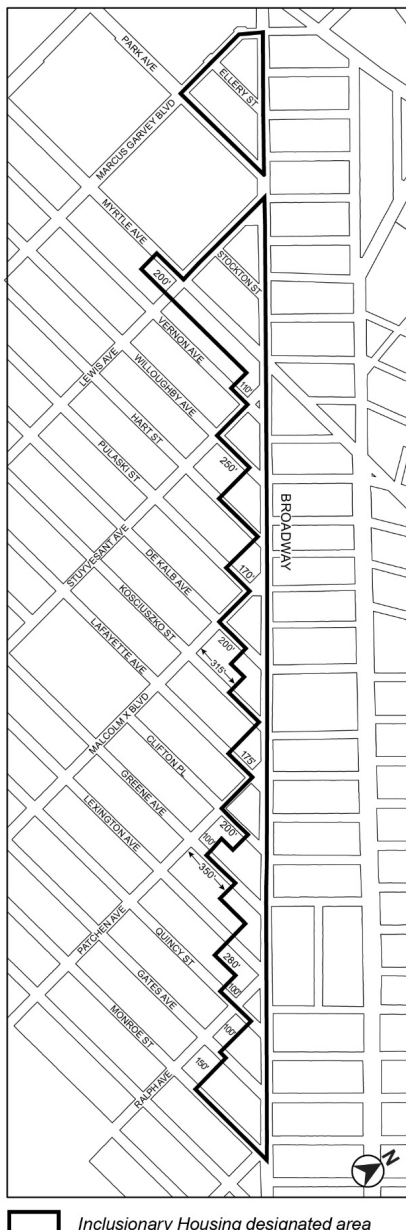 PARK AVE
ELLERY ST
MARCUS GARVEY BLVD
MYRTLE AVE
STOCKTON ST
200'
VERNON AVE
LEWIS AVE
WILLOUGHBY AVE
110'
HART ST
250'
PULASKI ST
BROADWAY
STUYVESANT AVE
DE KALB AVE
170'
KOSCIUSZKO ST
200'
LAFAYETTE AVE
315'
MALCOLM X BLVD
175'
CLIFTON PL
GREENE AVE
200'
100'
LEXINGTON AVE
350'
PATCHEN AVE
QUINCY ST
280'
100'
GATES AVE
100'
MONROE ST
150'
RALPH AVE
N
Inclusionary Housing designated area